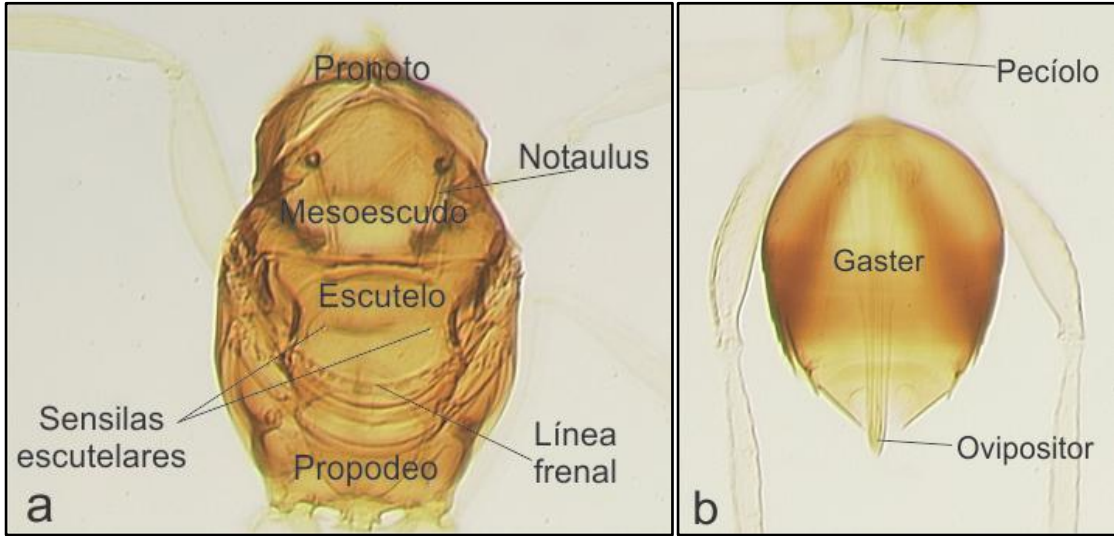 Pronoto
Notaulus
Mesoescudo
Escutelo
Sensilas
escutelares
Línea
frenal
Propodeo
a
Pecíolo
Gaster
Ovipositor
b